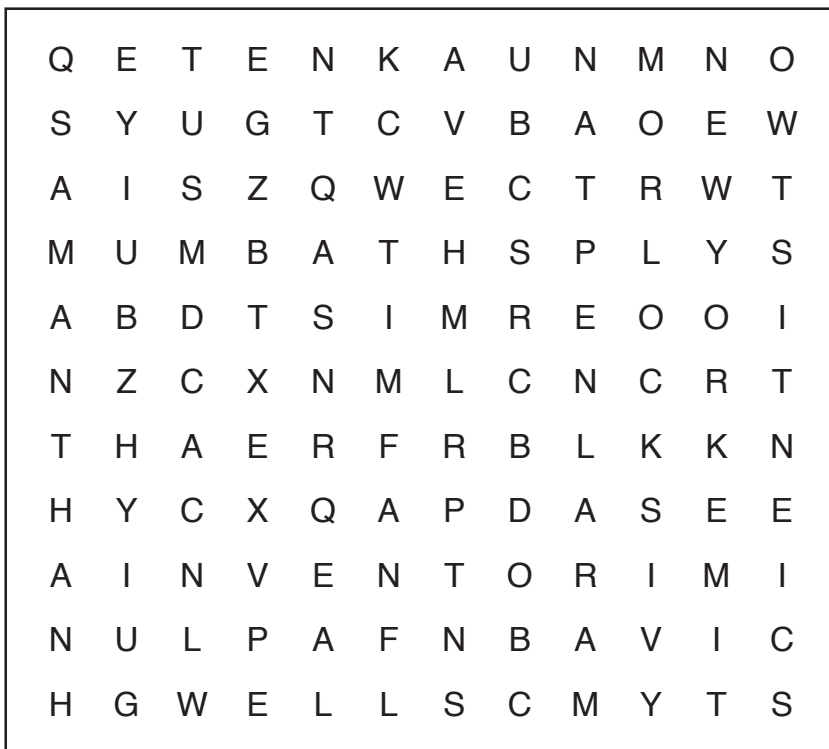 Q E T E N K A U N M N O
S Y U G T C V B A O E W
A I S Z Q W E C T R W T
M U M B A T H S P L Y S
A B D T S I M R E O O I
N Z C X N M L C N C R T
T H A E R F R B L K K N
H Y C X Q A P D A S E E
A I N V E N T O R I M I
N U L P A F N B A V I C
H G W E L L S C M Y T S